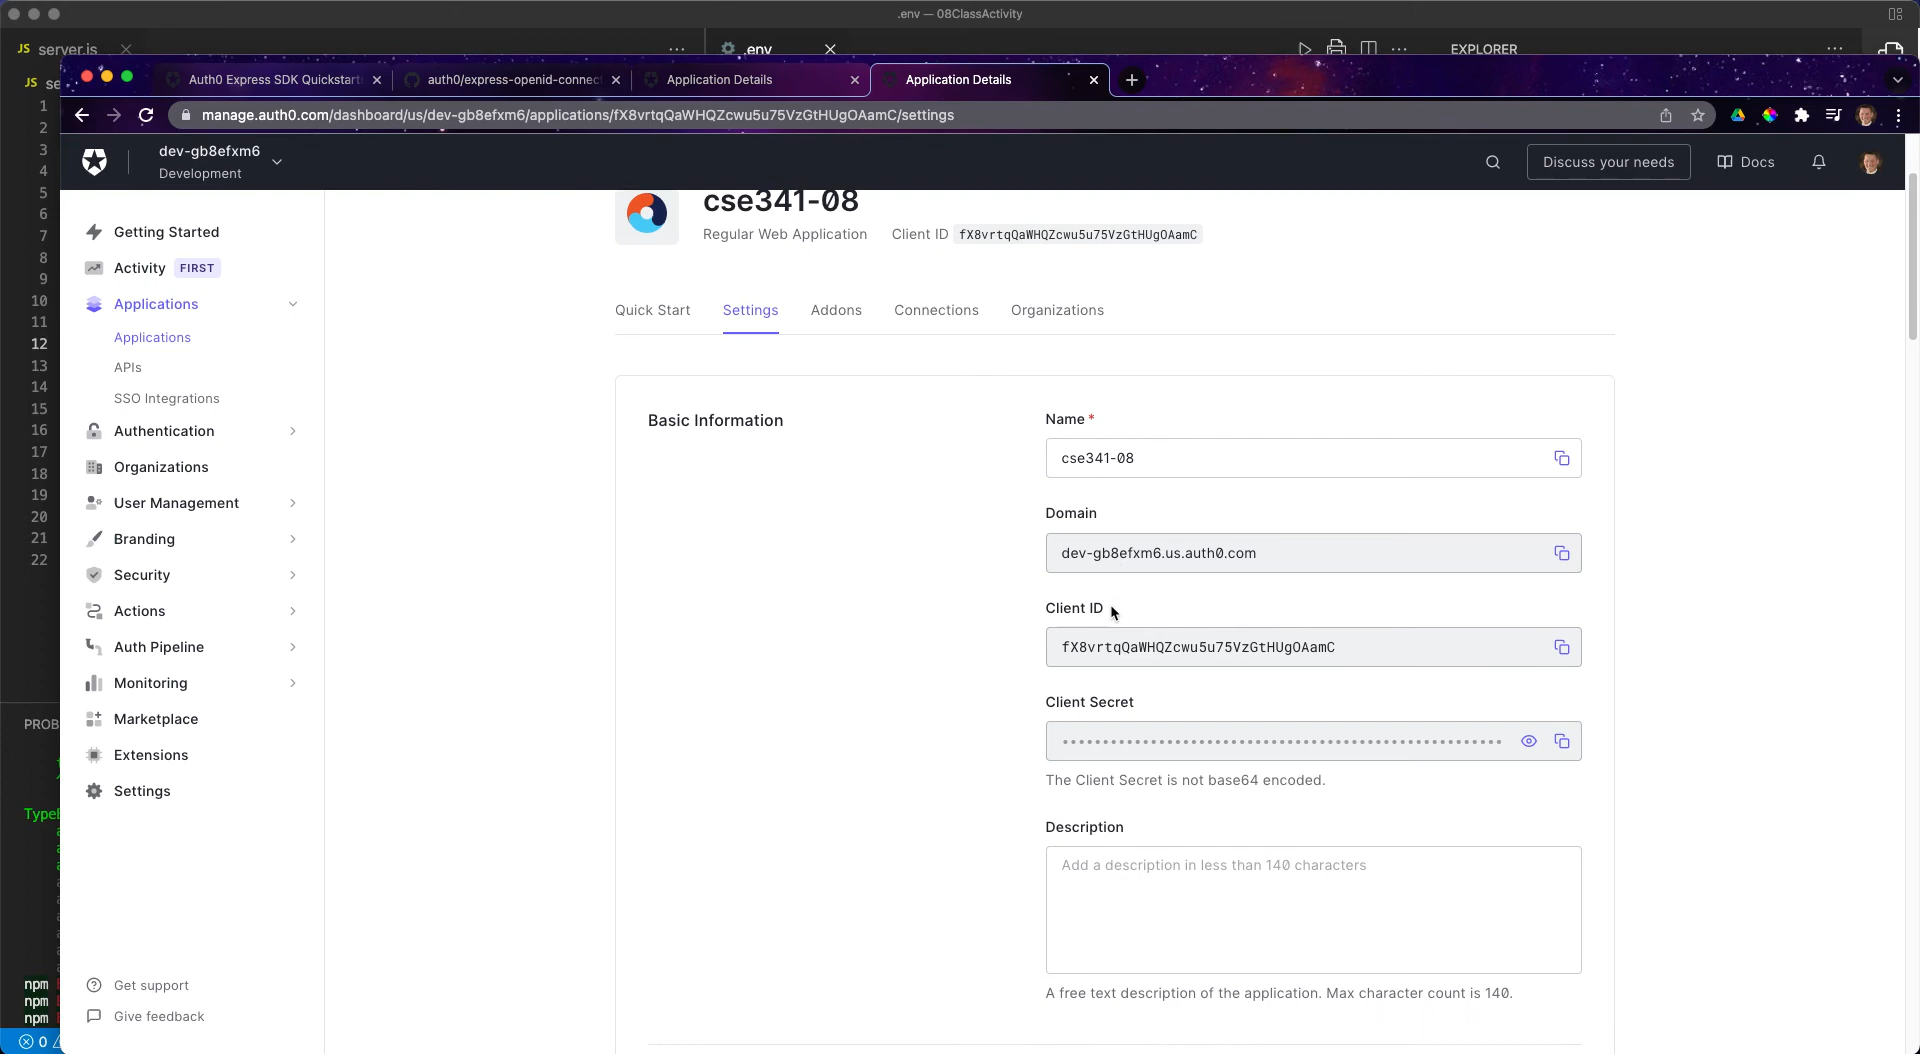 .env — 08ClassActivity
JS server.js
.env
EXPLORER
JS
Auth0 Express SDK Quickstart
auth0/express-openid-connec
Application Details
Application Details
manage.auth0.com/dashboard/us/dev-gb8efxm6/applications/fX8vrtqQaWHQZcwu5u75VzGtHUgOAamC/settings
dev-gb8efxm6
Development
Discuss your needs
Docs
1
2
3
4
5
6
7
8
9
10
11
12
13
14
15
16
17
18
19
20
21
22
Getting Started
Activity FIRST
Applications
Applications
APIs
SSO Integrations
Authentication
Organizations
User Management
Branding
Security
Actions
Auth Pipeline
Monitoring
Marketplace
Extensions
Settings
Get support
Give feedback
cse341-08
Regular Web Application Client ID fX8vrtqQaWHQZcwu5u75VzGtHUgOAamC
Quick Start Settings Addons Connections Organizations
Basic Information
Name *
cse341-08
Domain
dev-gb8efxm6.us.auth0.com
Client ID
fX8vrtqQaWHQZcwu5u75VzGtHUgOAamC
Client Secret
The Client Secret is not base64 encoded.
Description
Add a description in less than 140 characters
A free text description of the application. Max character count is 140.
PROB
Type
npm
npm
npm
0